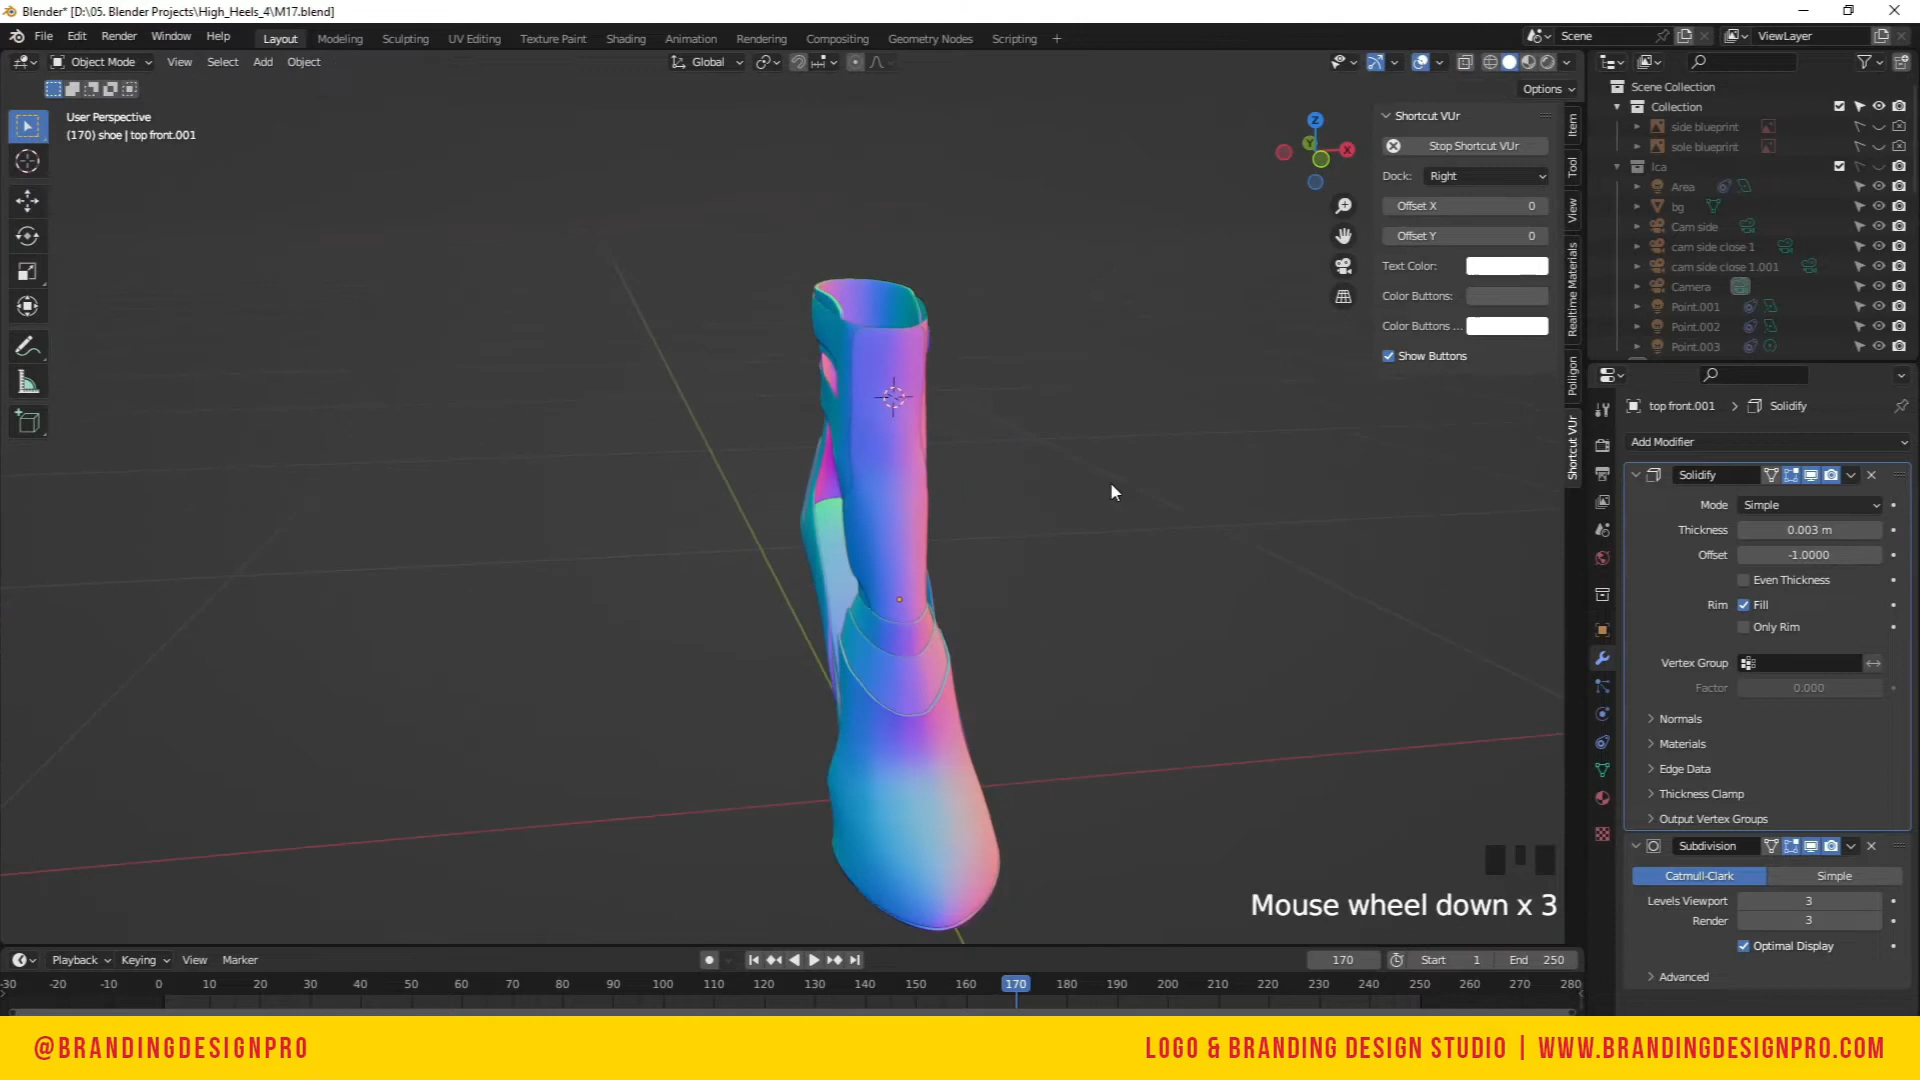 Blender* [D:\05. Blender Projects\High_Heels_4\M17.blend]
File Edit Render Window Help Layout Modeling Sculpting UV Editing Texture Paint Shading Animation Rendering Compositing Geometry Nodes Scripting + Scene ViewLayer
Object Mode View Select Add Object Global
Options
User Perspective
(170) shoe | top front.001
Z
Y
X
Shortcut VUr
Stop Shortcut VUr
Dock: Right
Offset X 0
Offset Y 0
Text Color:
Color Buttons:
Color Buttons ...
Show Buttons
Item
Tool
View
Realtime Materials
Poliigon
Shortcut VUr
Scene Collection
Collection
side blueprint
sole blueprint
Ica
Area
bg
Cam side
cam side close 1
cam side close 1.001
Camera
Point.001
Point.002
Point.003
top front.001 > Solidify
Add Modifier
Solidify
Mode Simple
Thickness 0.003 m
Offset -1.0000
Even Thickness
Rim Fill
Only Rim
Vertex Group
Factor 0.000
Normals
Materials
Edge Data
Thickness Clamp
Output Vertex Groups
Subdivision
Catmull-Clark Simple
Levels Viewport 3
Render 3
Optimal Display
Advanced
Mouse wheel down x 3
Playback Keying View Marker 170 Start 1 End 250
-30 -20 -10 0 10 20 30 40 50 60 70 80 90 100 110 120 130 140 150 160 170 180 190 200 210 220 230 240 250 260 270 280
@BRANDINGDESIGNPRO
LOGO & BRANDING DESIGN STUDIO | WWW.BRANDINGDESIGNPRO.COM